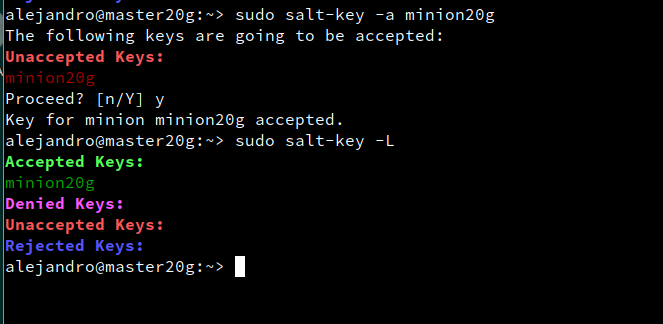 alejandro@master20g:~> sudo salt-key -a minion20g
The following keys are going to be accepted:
Unaccepted Keys:
minion20g
Proceed? [n/Y] y
Key for minion minion20g accepted.
alejandro@master20g:~> sudo salt-key -L
Accepted Keys:
minion20g
Denied Keys:
Unaccepted Keys:
Rejected Keys:
alejandro@master20g:~>